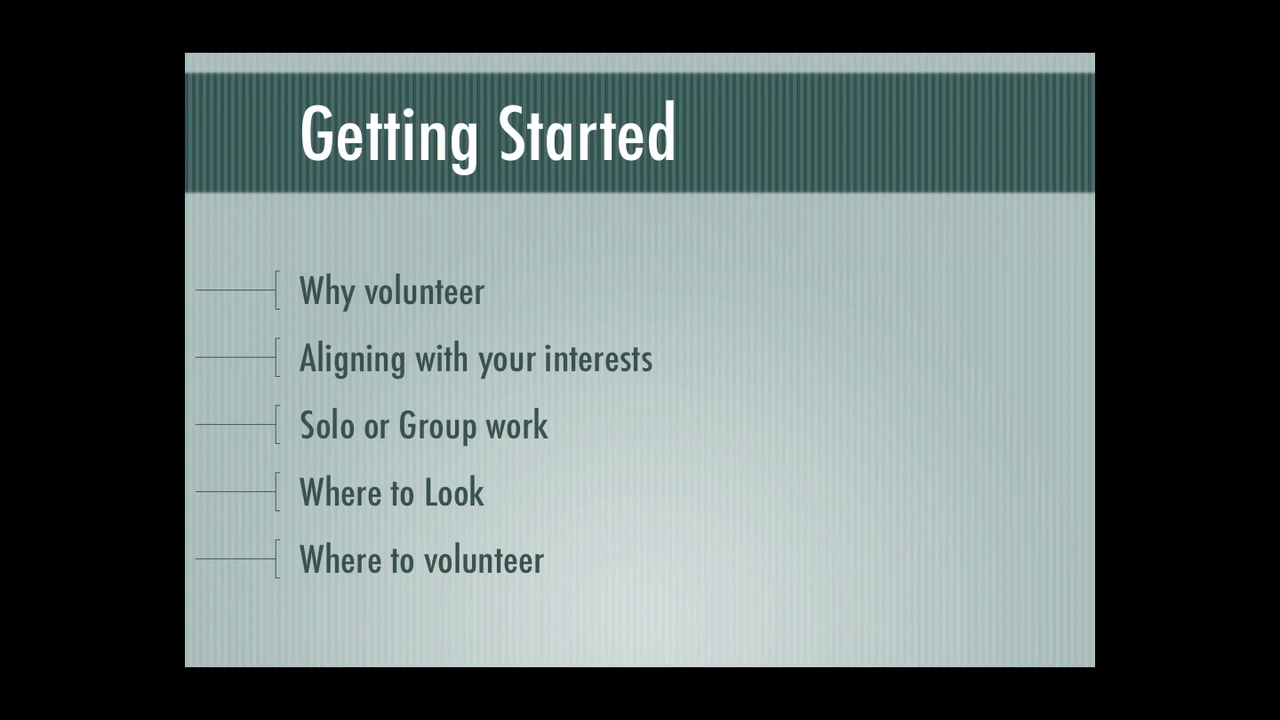 Getting Started
Why volunteer
Aligning with your interests
Solo or Group work
Where to Look
Where to volunteer